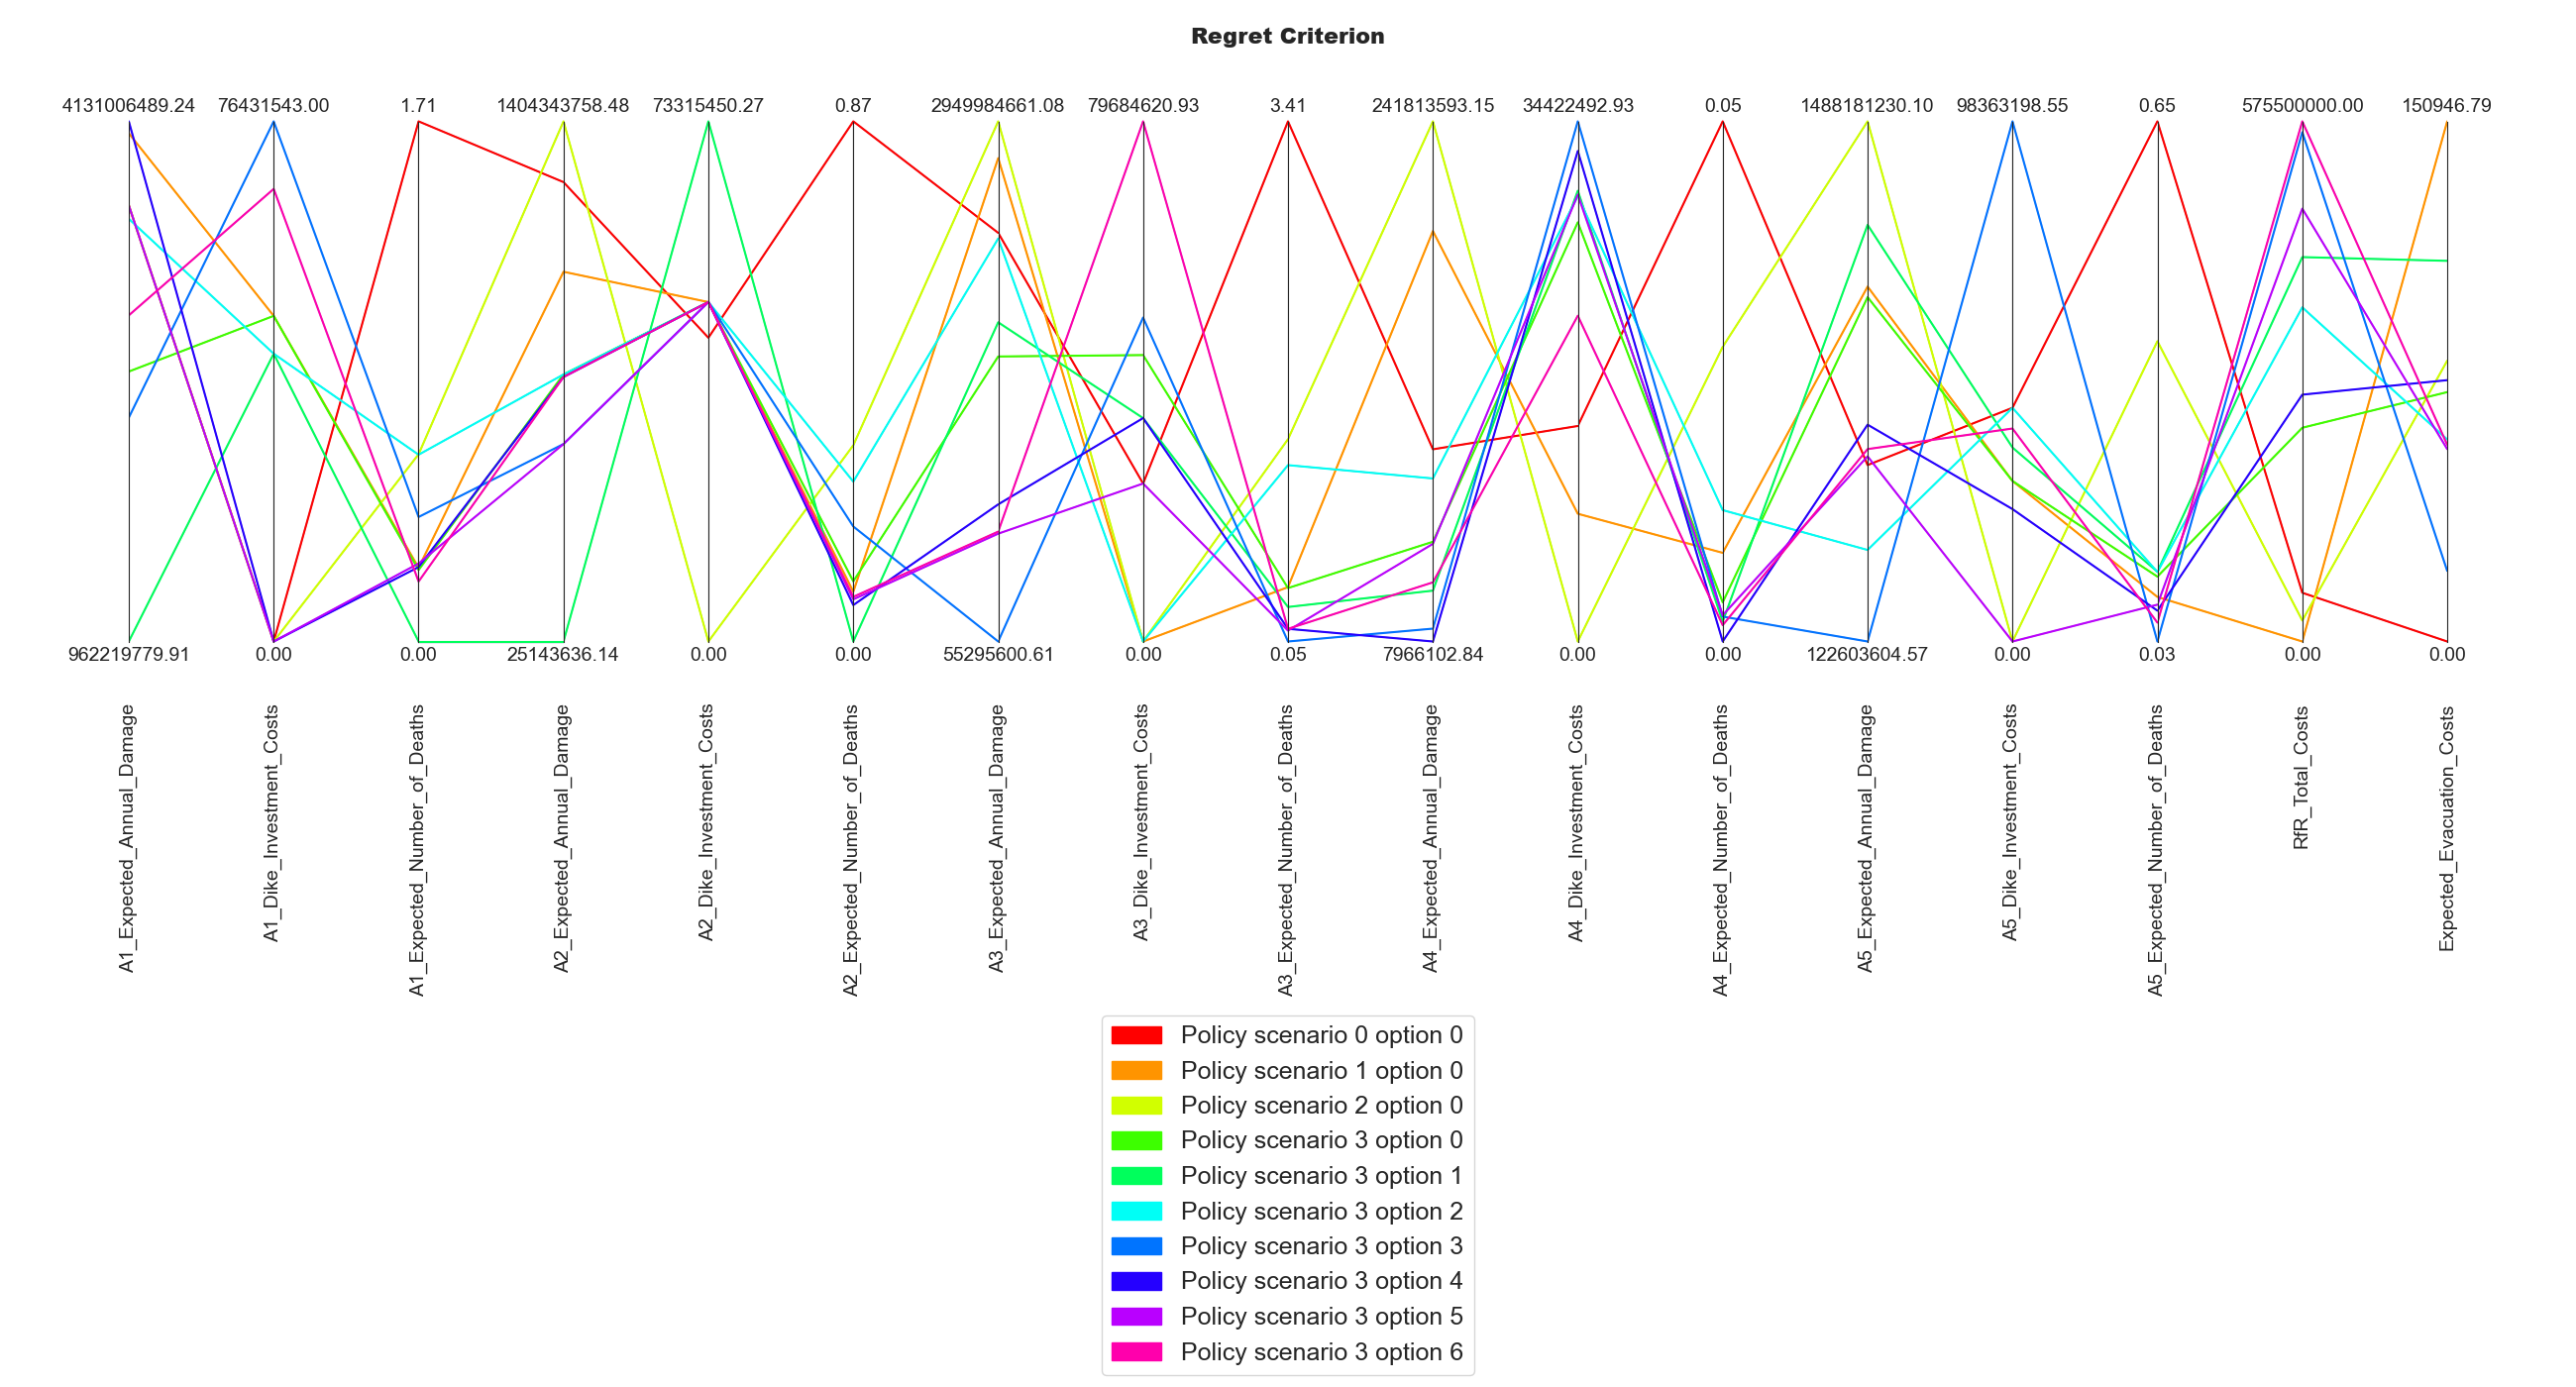 Regret Criterion
4131006489.24 76431543.00 1.71 1404343758.48 73315450.27 0.87 2949984661.08 79684620.93 3.41 241813593.15 34422492.93 0.05 1488181230.10 98363198.55 0.65 575500000.00 150946.79
962219779.91 0.00 0.00 25143636.14 0.00 0.00 55295600.61 0.00 0.05 7966102.84 0.00 0.00 122603604.57 0.00 0.03 0.00 0.00
A1_Expected_Annual_Damage
A1_Dike_Investment_Costs
A1_Expected_Number_of_Deaths
A2_Expected_Annual_Damage
A2_Dike_Investment_Costs
A2_Expected_Number_of_Deaths
A3_Expected_Annual_Damage
A3_Dike_Investment_Costs
A3_Expected_Number_of_Deaths
A4_Expected_Annual_Damage
A4_Dike_Investment_Costs
A4_Expected_Number_of_Deaths
A5_Expected_Annual_Damage
A5_Dike_Investment_Costs
A5_Expected_Number_of_Deaths
RfR_Total_Costs
Expected_Evacuation_Costs
Policy scenario 0 option 0
Policy scenario 1 option 0
Policy scenario 2 option 0
Policy scenario 3 option 0
Policy scenario 3 option 1
Policy scenario 3 option 2
Policy scenario 3 option 3
Policy scenario 3 option 4
Policy scenario 3 option 5
Policy scenario 3 option 6